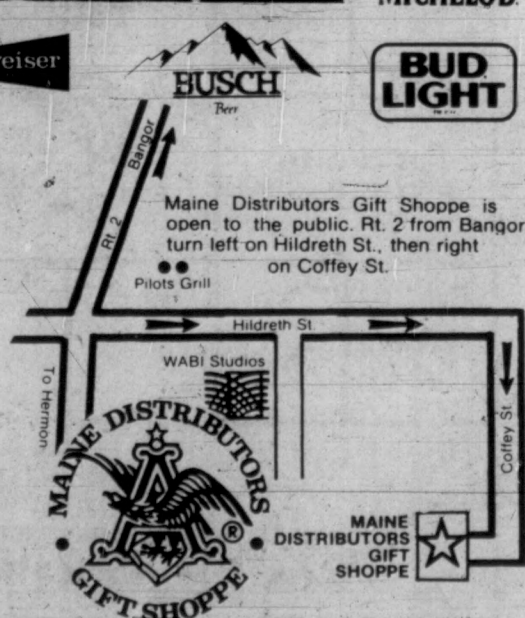 MICHELOB.
eiser
BUSCH
Beer
BUD
LIGHT
Bangor
Rt. 2
Maine Distributors Gift Shoppe is
open to the public. Rt. 2 from Bangor
turn left on Hildreth St., then right
on Coffey St.
Pilots Grill
Hildreth St.
WABI Studios
To Hermon
Coffey St.
MAINE DISTRIBUTORS
A
®
GIFT SHOPPE
MAINE
DISTRIBUTORS
GIFT
SHOPPE